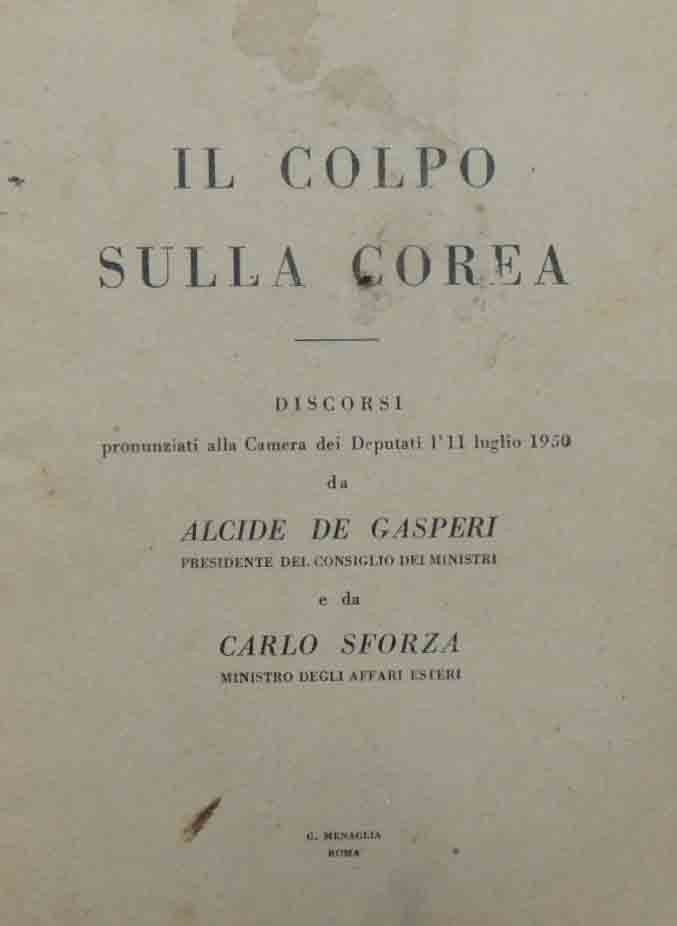 IL COLPO
SULLA COREA
DISCORSI
pronunziati alla Camera dei Deputati l'11 luglio 1950
da
ALCIDE DE GASPERI
PRESIDENTE DEL CONSIGLIO DEI MINISTRI
e da
CARLO SFORZA
MINISTRO DEGLI AFFARI ESTERI
G. MENAGLIA
ROMA